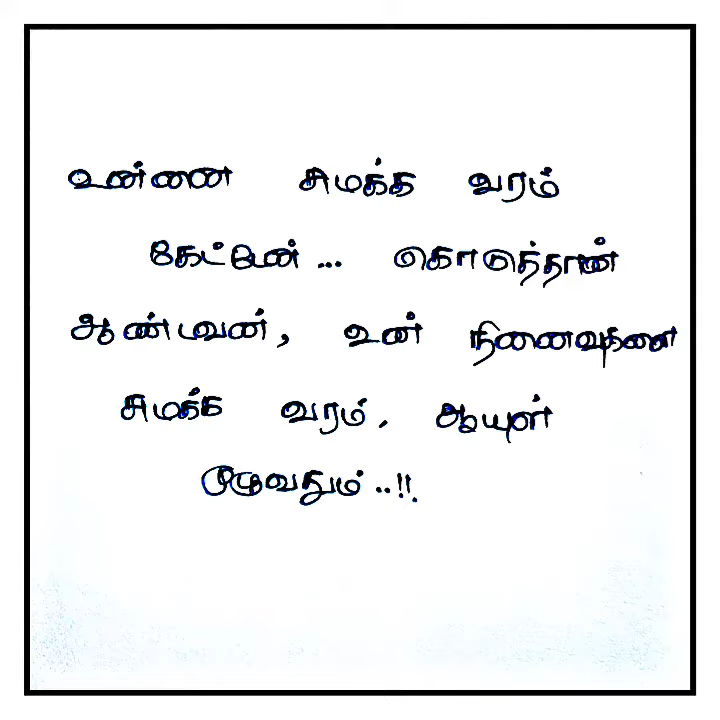 உன்னை சுமக்க வரம்
கேட்டேன்... கொடுத்தான்
ஆண்டவன், உன் நினைவுகளை
சுமக்க வரம், ஆயுள்
முழுவதும்..!!